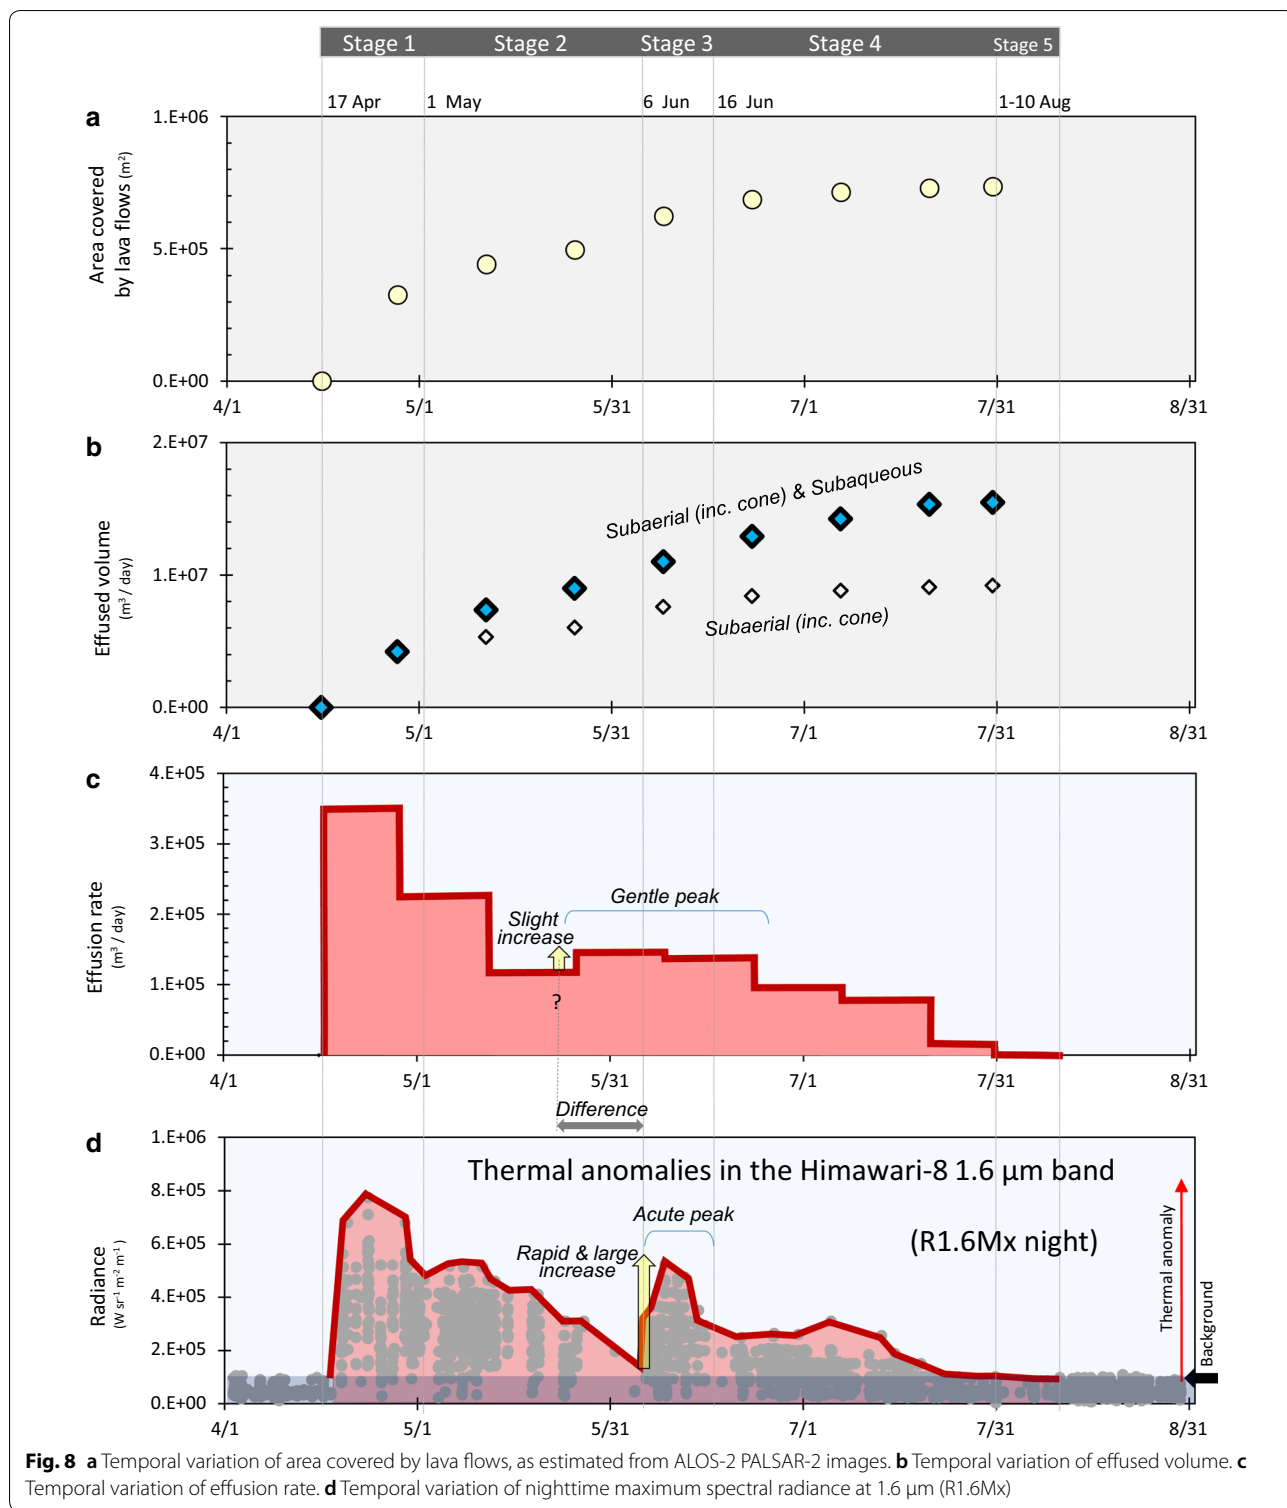 Stage 1 Stage 2 Stage 3 Stage 4 Stage 5
17 Apr 1 May 6 Jun 16 Jun 1-10 Aug
a
Area covered
by lava flows (m²)
1.E+06
5.E+05
0.E+00
4/1 5/1 5/31 7/1 7/31 8/31
b
Effused volume
(m³ / day)
2.E+07
1.E+07
0.E+00
Subaerial (inc. cone) & Subaqueous
Subaerial (inc. cone)
4/1 5/1 5/31 7/1 7/31 8/31
c
Effusion rate
(m³ / day)
4.E+05
3.E+05
2.E+05
1.E+05
0.E+00
Gentle peak
Slight
increase
?
4/1 5/1 5/31 7/1 7/31 8/31
Difference
d
Radiance
(W sr⁻¹ m⁻² m⁻¹)
1.E+06
8.E+05
6.E+05
4.E+05
2.E+05
0.E+00
Thermal anomalies in the Himawari-8 1.6 µm band
(R1.6Mx night)
Acute peak
Rapid & large
increase
Thermal anomaly
Background
4/1 5/1 5/31 7/1 7/31 8/31
Fig. 8 a Temporal variation of area covered by lava flows, as estimated from ALOS-2 PALSAR-2 images. b Temporal variation of effused volume. c
Temporal variation of effusion rate. d Temporal variation of nighttime maximum spectral radiance at 1.6 µm (R1.6Mx)